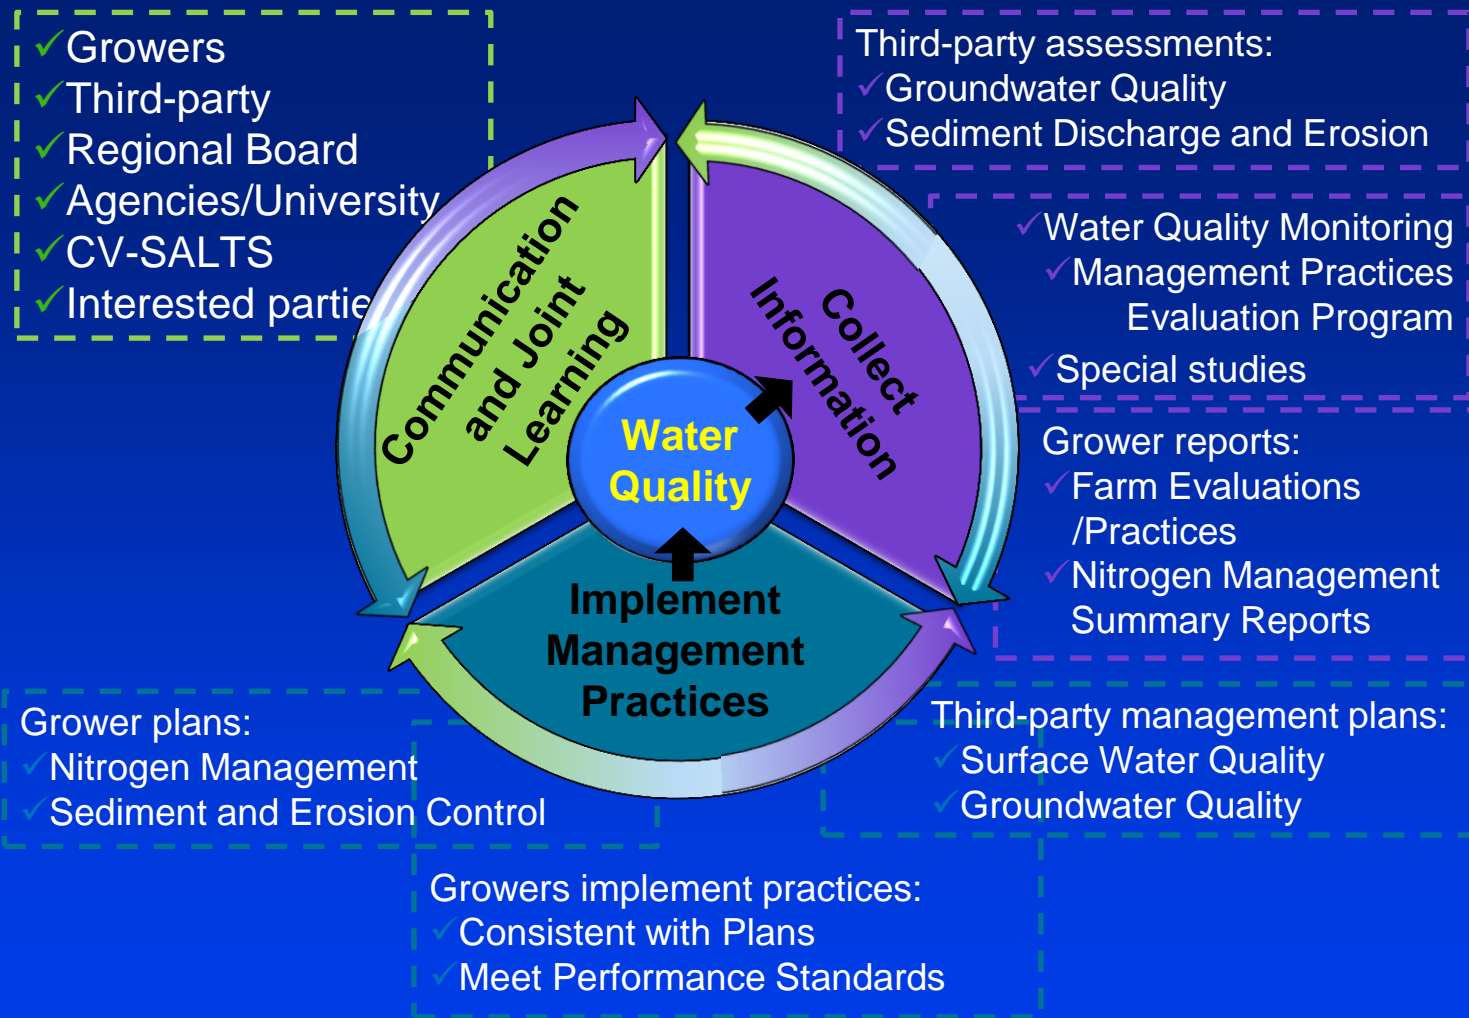 ✓Growers
✓Third-party
✓Regional Board
✓Agencies/University
✓CV-SALTS
✓Interested partie
Third-party assessments:
✓Groundwater Quality
✓Sediment Discharge and Erosion
✓Water Quality Monitoring
✓Management Practices
Evaluation Program
✓Special studies
Grower reports:
✓Farm Evaluations
/Practices
✓Nitrogen Management
Summary Reports
Communication
and Joint
Learning
Collect
Information
Water
Quality
Implement
Management
Practices
Grower plans:
✓Nitrogen Management
✓Sediment and Erosion Control
Third-party management plans:
✓Surface Water Quality
✓Groundwater Quality
Growers implement practices:
✓Consistent with Plans
✓Meet Performance Standards